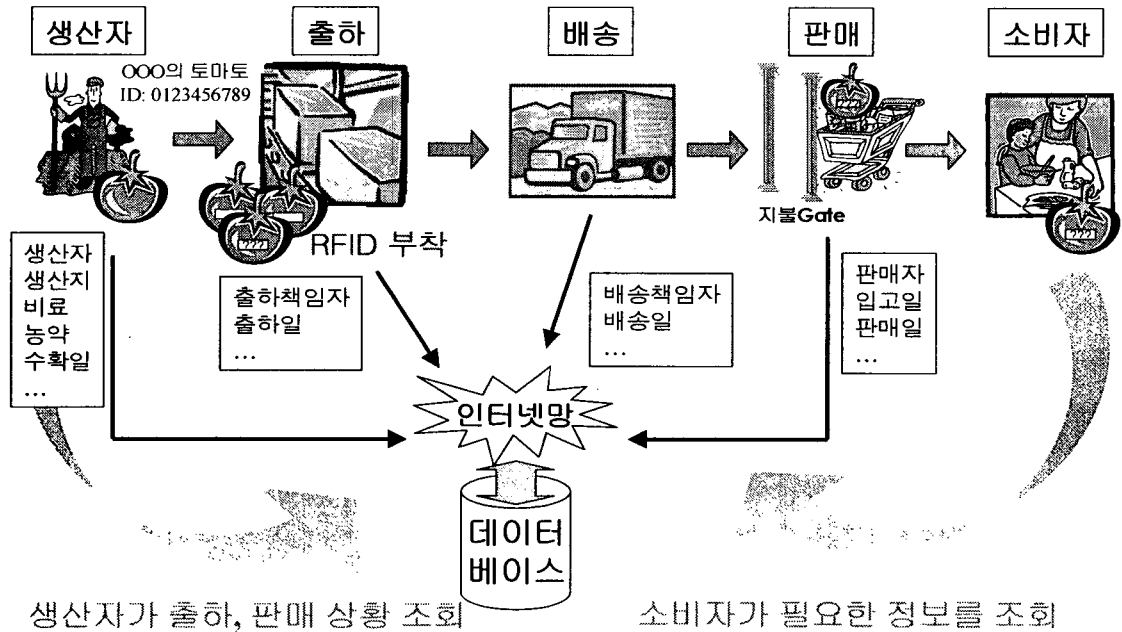 생산자
출하
배송
판매
소비자
OOO의 토마토
ID: 0123456789
???
???
???
지불Gate
RFID 부착
생산자
생산지
비료
농약
수확일
...
출하책임자
출하일
...
배송책임자
배송일
...
판매자
입고일
판매일
...
인터넷망
데이터
베이스
생산자가 출하, 판매 상황 조회
소비자가 필요한 정보를 조회